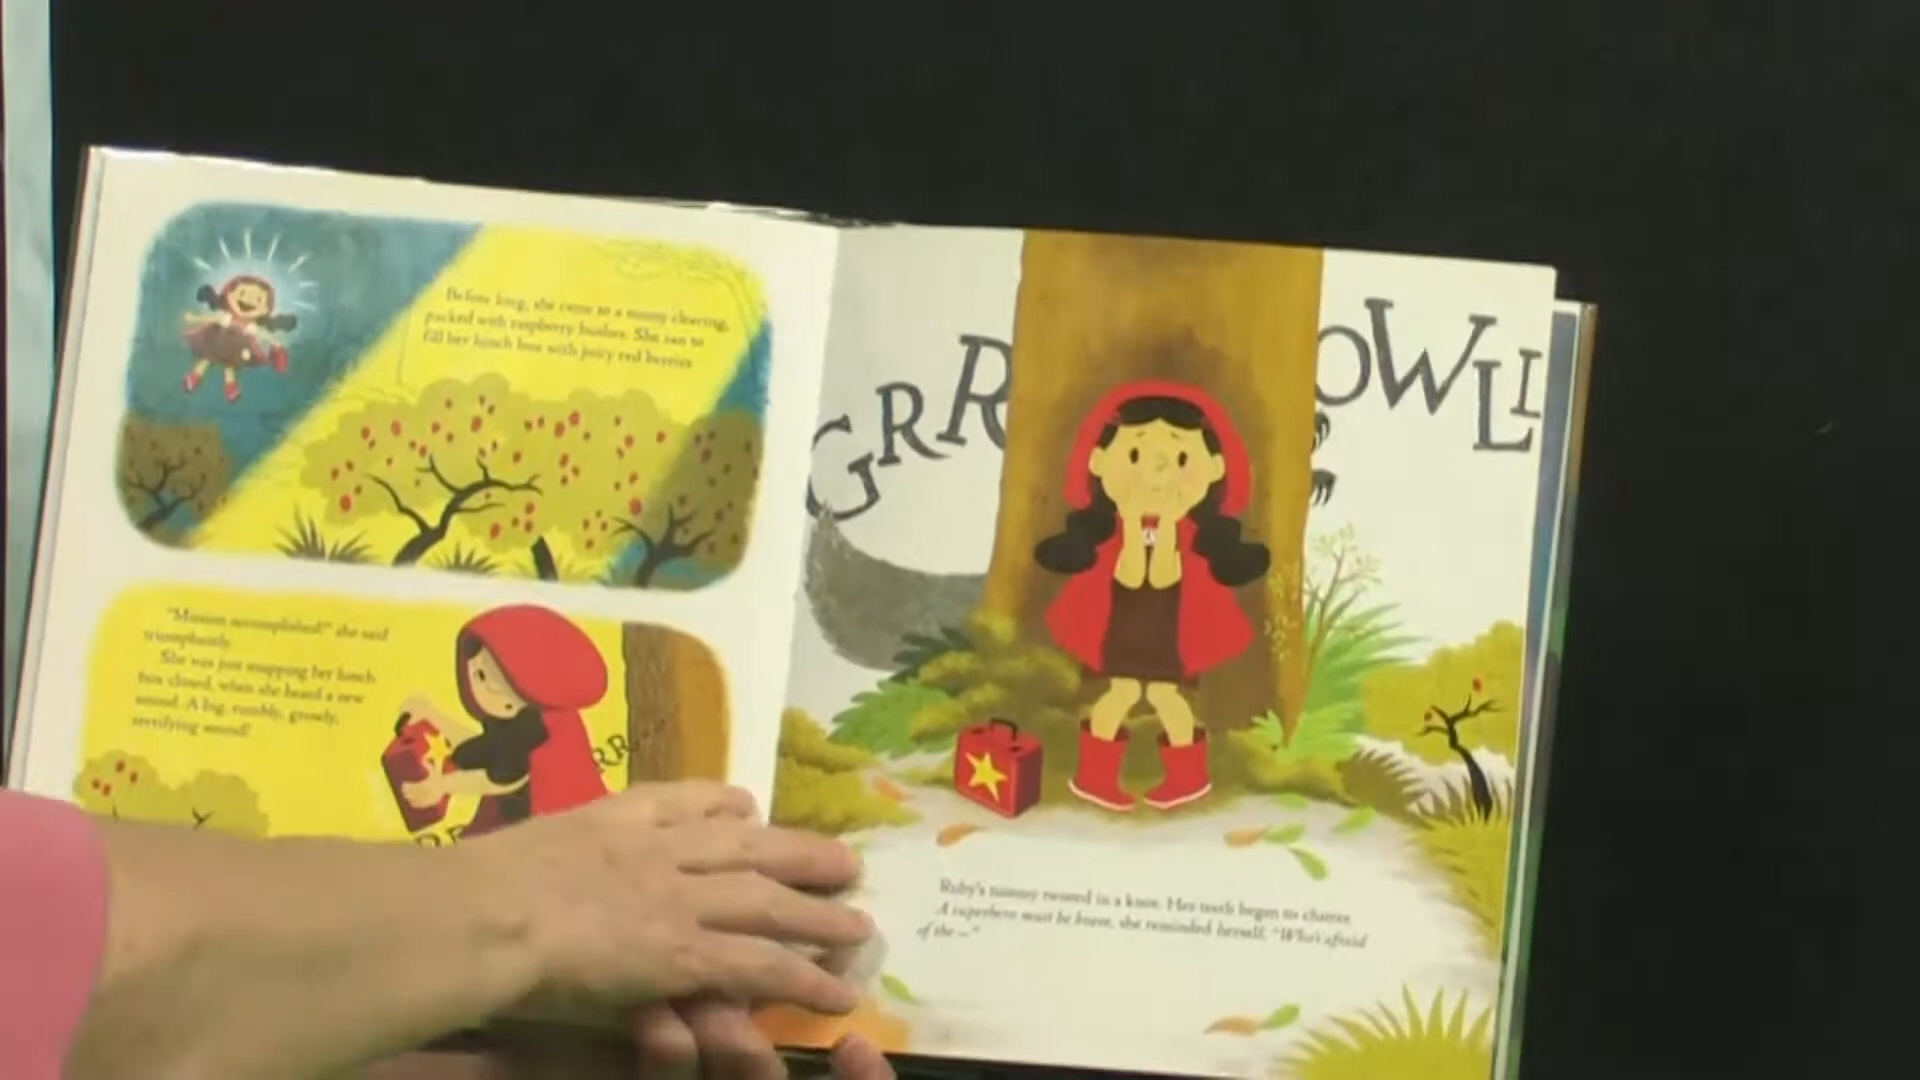 Before long, she came to a sunny clearing,
packed with raspberry bushes. She ran to
fill her lunch box with juicy red berries
"Mission accomplished!" she said
triumphantly.
She was just snapping her lunch
box closed, when she heard a new
sound. A big, rumbly, growly,
terrifying sound!
RR
GRR
GRR OWL
Ruby's tummy twisted in a knot. Her teeth began to chatter.
A superhero must be brave, she reminded herself. "Who's afraid
of the —"